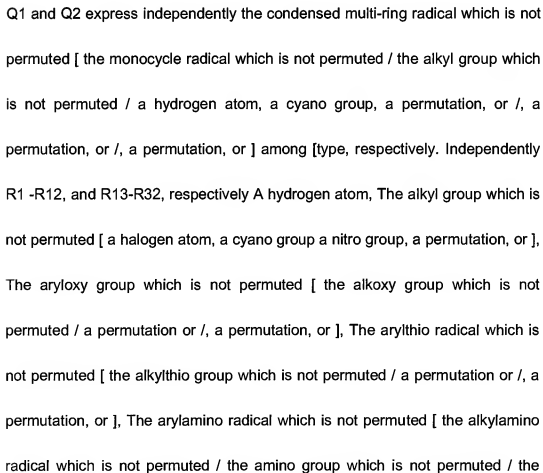 Q1 and Q2 express independently the condensed multi-ring radical which is not
permuted [ the monocycle radical which is not permuted / the alkyl group which
is not permuted / a hydrogen atom, a cyano group, a permutation, or /, a
permutation, or /, a permutation, or ] among [type, respectively. Independently
R1 -R12, and R13-R32, respectively A hydrogen atom, The alkyl group which is
not permuted [ a halogen atom, a cyano group a nitro group, a permutation, or ],
The aryloxy group which is not permuted [ the alkoxy group which is not
permuted / a permutation or /, a permutation, or ], The arylthio radical which is
not permuted [ the alkylthio group which is not permuted / a permutation or /, a
permutation, or ], The arylamino radical which is not permuted [ the alkylamino
radical which is not permuted / the amino group which is not permuted / the